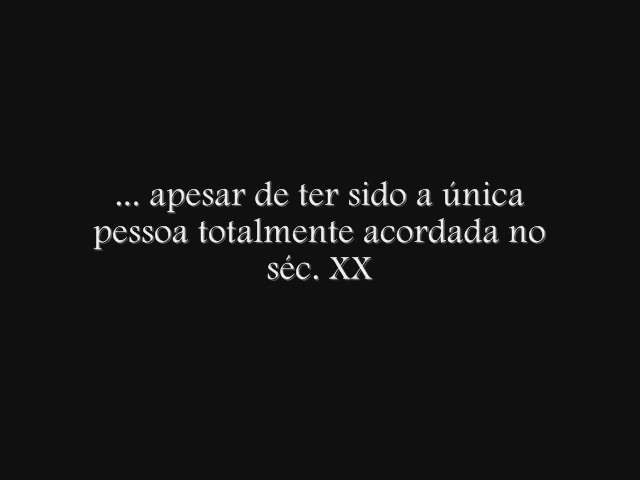 ... apesar de ter sido a única
pessoa totalmente acordada no
séc. XX